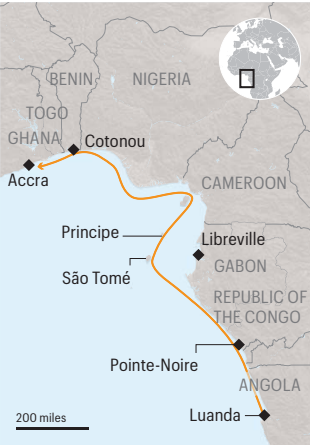 BENIN
NIGERIA
TOGO
GHANA
Cotonou
Accra
CAMEROON
Principe
Libreville
São Tomé
GABON
REPUBLIC OF
THE CONGO
Pointe-Noire
ANGOLA
Luanda
200 miles